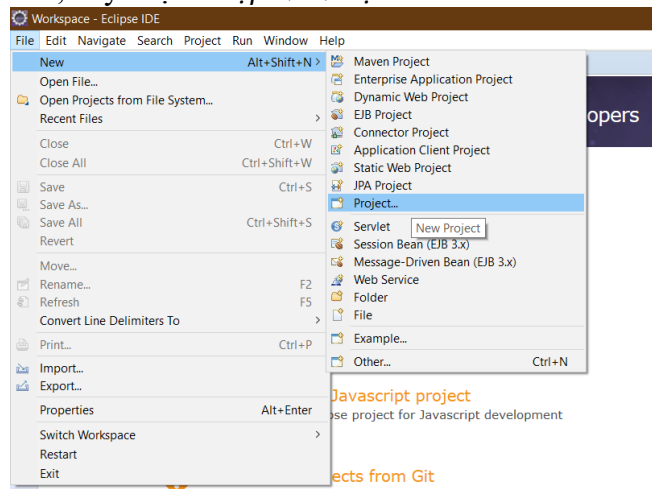 Workspace - Eclipse IDE
File Edit Navigate Search Project Run Window Help
New Alt+Shift+N >
Open File...
Open Projects from File System...
Recent Files >
Close Ctrl+W
Close All Ctrl+Shift+W
Save Ctrl+S
Save As...
Save All Ctrl+Shift+S
Revert
Move...
Rename... F2
Refresh F5
Convert Line Delimiters To >
Print... Ctrl+P
Import...
Export...
Properties Alt+Enter
Switch Workspace >
Restart
Exit
Maven Project
Enterprise Application Project
Dynamic Web Project
EJB Project
Connector Project
Application Client Project
Static Web Project
JPA Project
Project...
Servlet
New Project
Session Bean (EJB 3.x)
Message-Driven Bean (EJB 3.x)
Web Service
Folder
File
Example...
Other... Ctrl+N
opers
Javascript project
ose project for Javascript development
ects from Git